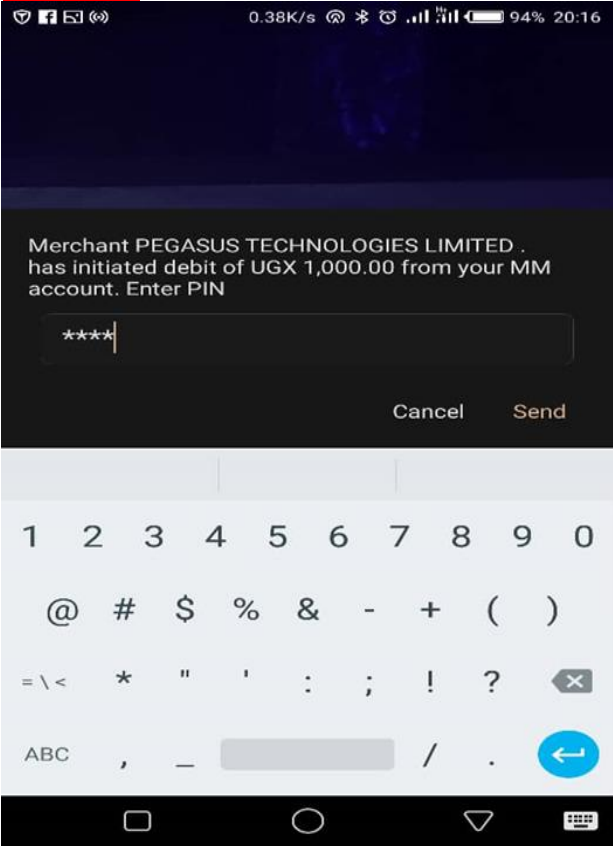 0.38K/s 94% 20:16
Merchant PEGASUS TECHNOLOGIES LIMITED .
has initiated debit of UGX 1,000.00 from your MM
account. Enter PIN
****
Cancel Send
1 2 3 4 5 6 7 8 9 0
@ # $ % & - + ( )
= \ < * " ' : ; ! ?
ABC , _ / .